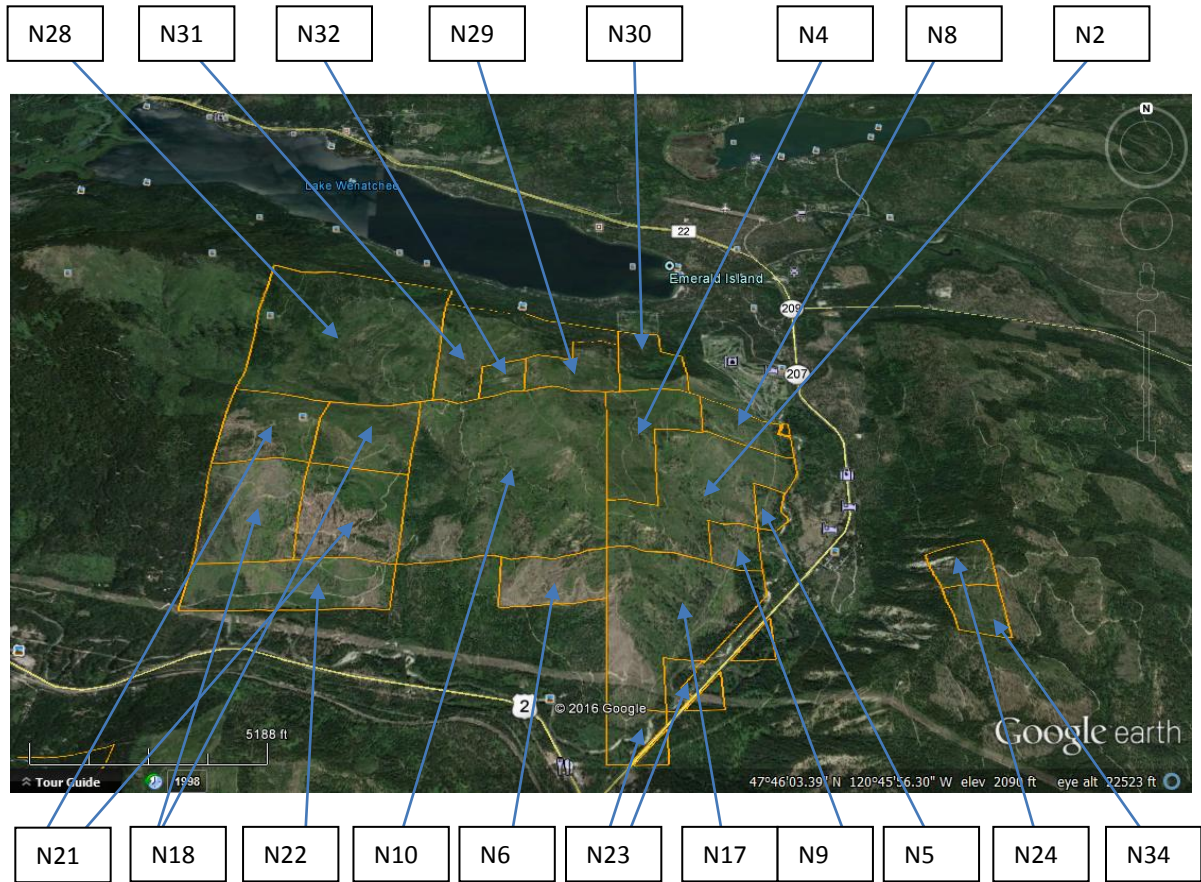 N28 N31 N32 N29 N30 N4 N8 N2
N
Lake Wenatchee
22
Emerald Island
209
207
2
© 2016 Google
5188 ft
Google earth
Tour Guide 1998 47°46'03.39" N 120°45'56.30" W elev 2090 ft eye alt 22523 ft
N21 N18 N22 N10 N6 N23 N17 N9 N5 N24 N34